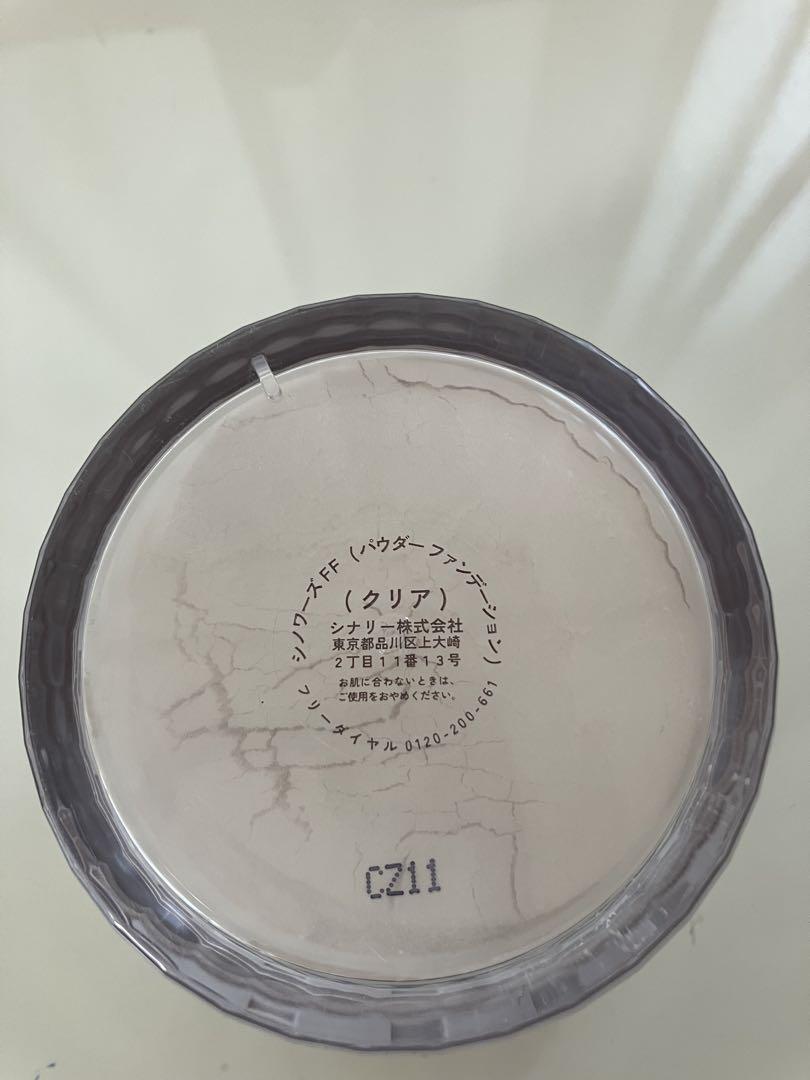 シノワーズFF (パウダー ファンデーション)
(クリア)
シナリー株式会社
東京都品川区上大崎
2丁目11番13号
お肌に合わないときは、
ご使用をおやめください。
フリーダイヤル 0120-200-661
CZ11